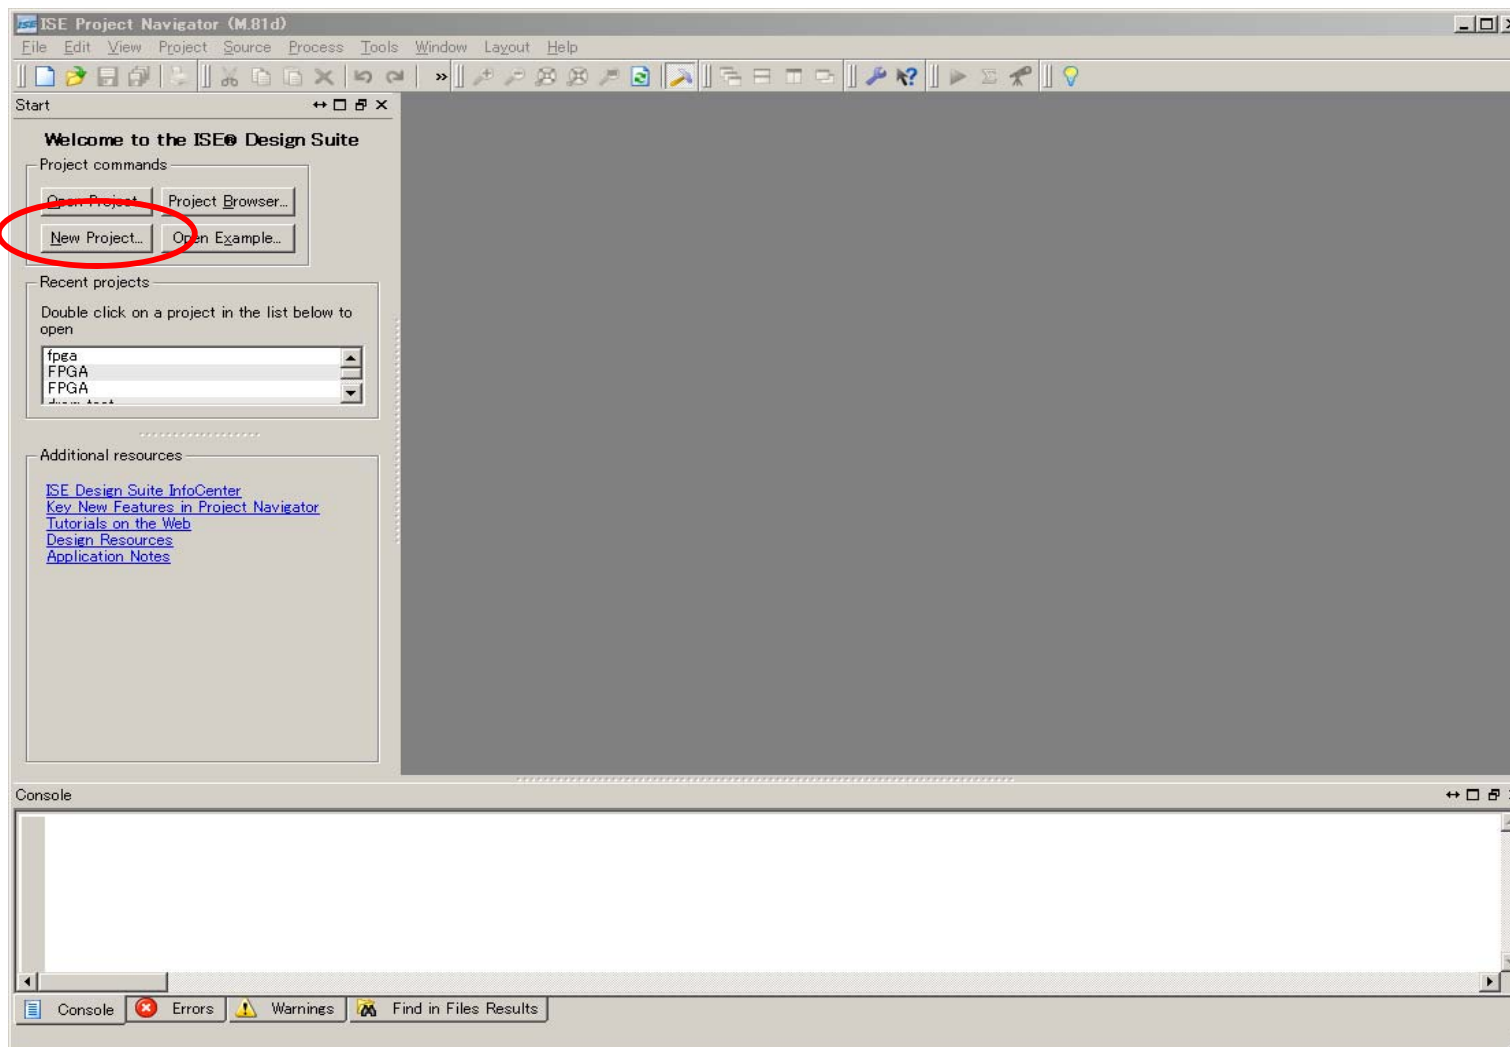 ISE Project Navigator (M.81d)
File Edit View Project Source Process Tools Window Layout Help
Start
Welcome to the ISE® Design Suite
Project commands
Open Project... Project Browser...
New Project... Open Example...
Recent projects
Double click on a project in the list below to
open
fpga
FPGA
FPGA
Additional resources
ISE Design Suite InfoCenter
Key New Features in Project Navigator
Tutorials on the Web
Design Resources
Application Notes
Console
Console Errors Warnings Find in Files Results